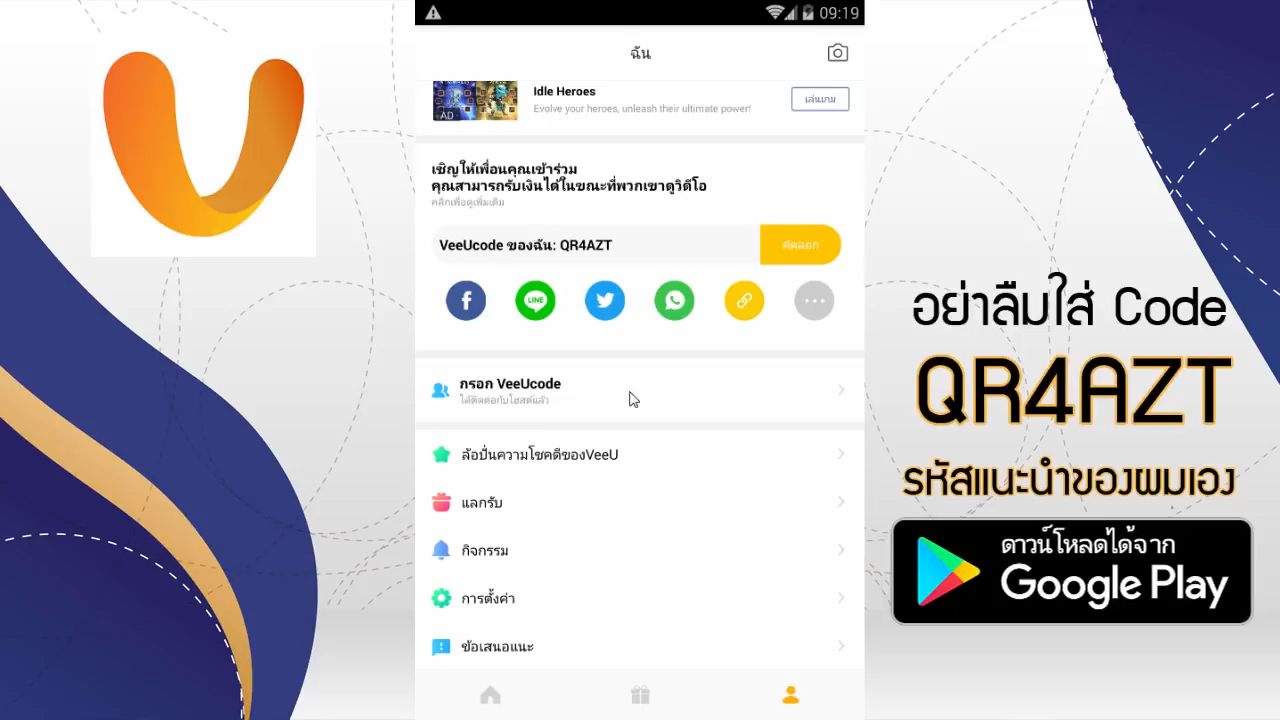 09:19
ฉัน
Idle Heroes
Evolve your heroes, unleash their ultimate power!
AD
เล่นเกม
เชิญให้เพื่อนคุณเข้าร่วม
คุณสามารถรับเงินได้ในขณะที่พวกเขาดูวิดีโอ
คลิกเพื่อดูเพิ่มเติม
VeeUcode ของฉัน: QR4AZT
คัดลอก
LINE
กรอก VeeUcode
ได้ติดต่อกับโฮสต์แล้ว
ล้อปั่นความโชคดีของVeeU
แลกรับ
กิจกรรม
การตั้งค่า
ข้อเสนอแนะ
อย่าลืมใส่ Code
QR4AZT
รหัสแนะนำของผมเอง
ดาวน์โหลดได้จาก
Google Play